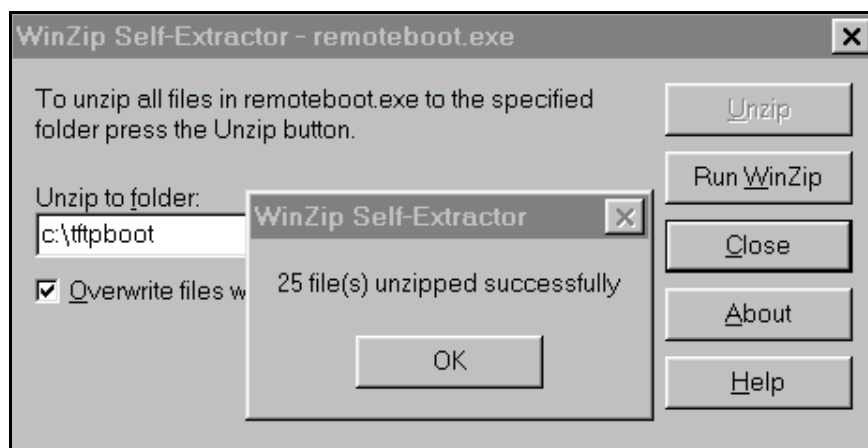 WinZip Self-Extractor - remoteboot.exe
To unzip all files in remoteboot.exe to the specified
folder press the Unzip button.
Unzip to folder:
c:\tftpboot
Overwrite files w
WinZip Self-Extractor
25 file(s) unzipped successfully
OK
Unzip
Run WinZip
Close
About
Help